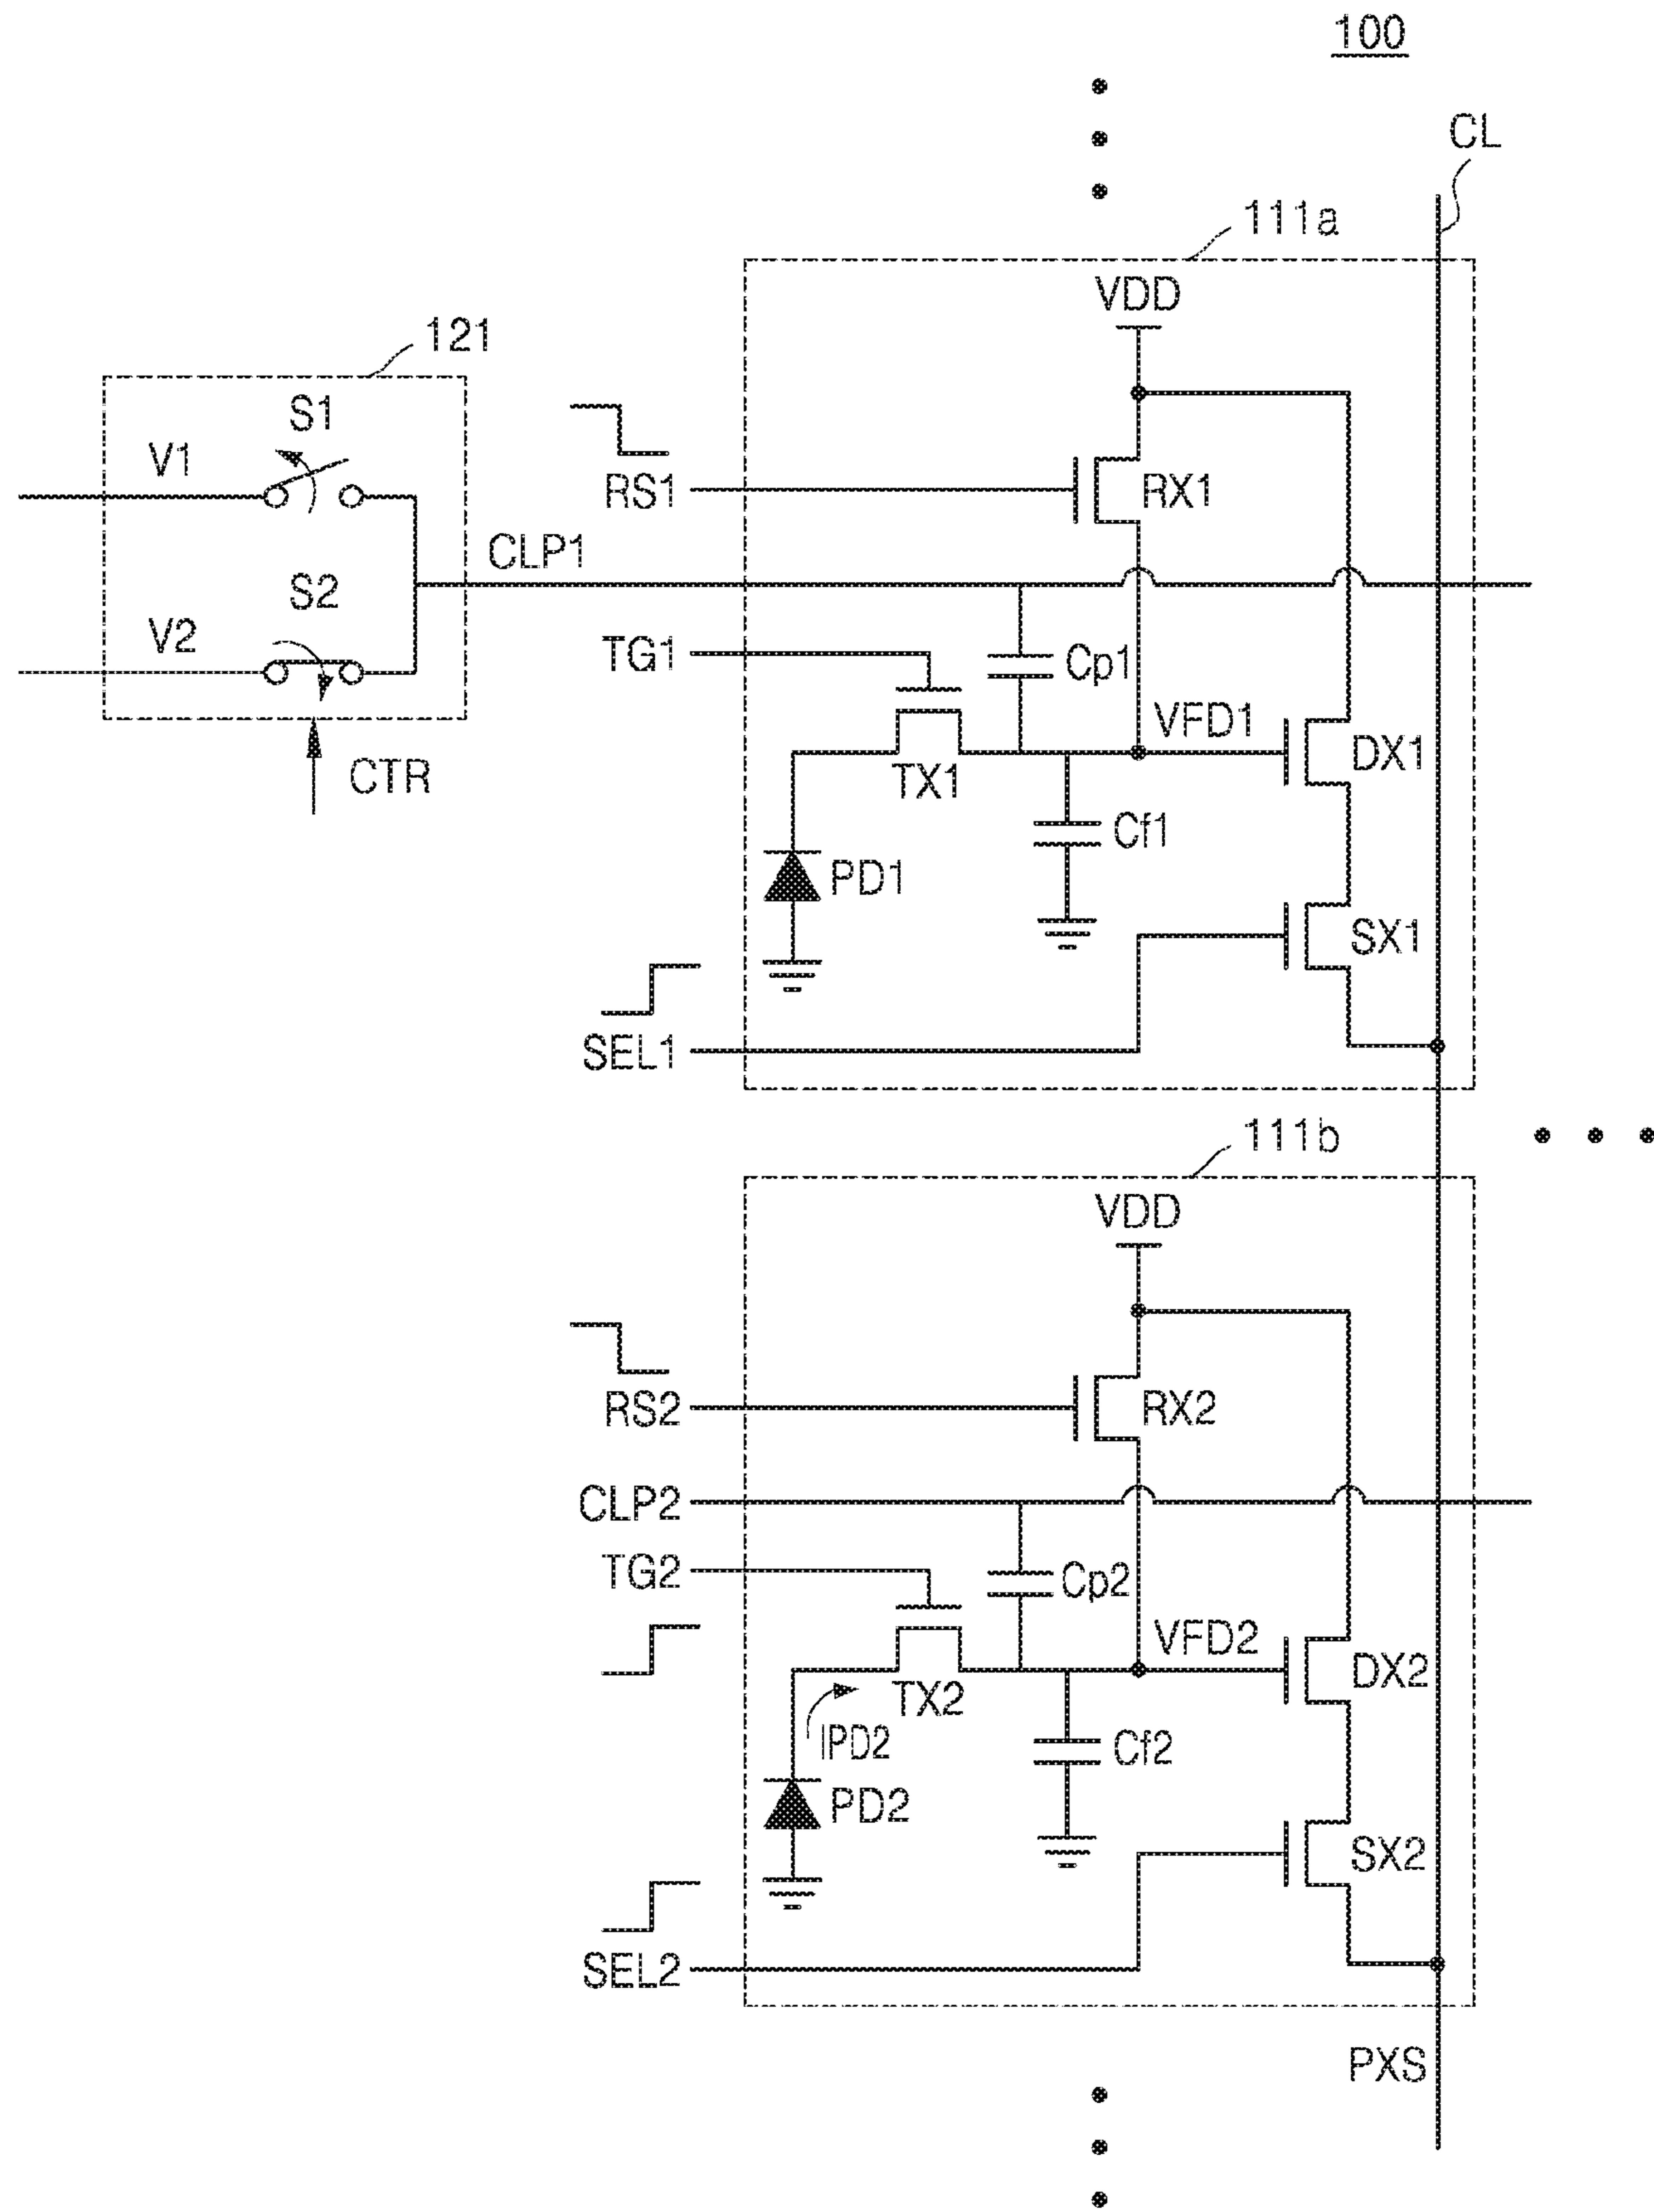 100
CL
111a
VDD
121
S1
V1
RS1
RX1
CLP1
S2
V2
TG1
Cp1
VFD1
DX1
CTR
TX1
Cf1
PD1
SX1
SEL1
111b
VDD
RS2
RX2
CLP2
TG2
Cp2
VFD2
DX2
TX2
IPD2
Cf2
PD2
SX2
SEL2
PXS